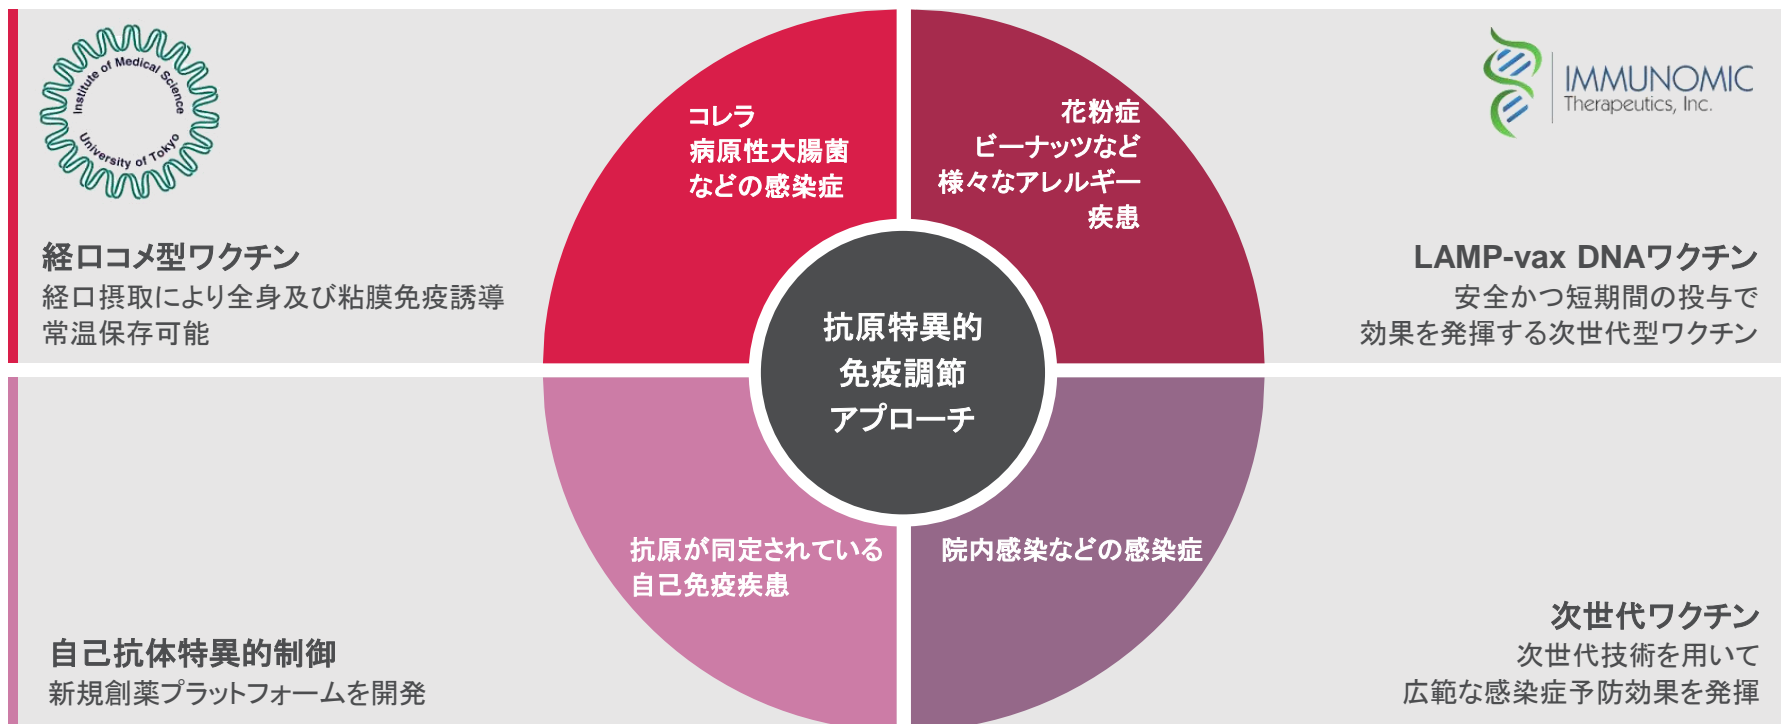 Institute of Medical Science
University of Tokyo
経口コメ型ワクチン
経口摂取により全身及び粘膜免疫誘導
常温保存可能
コレラ
病原性大腸菌
などの感染症
花粉症
ピーナッツなど
様々なアレルギー
疾患
IMMUNOMIC
Therapeutics, Inc.
LAMP-vax DNAワクチン
安全かつ短期間の投与で
効果を発揮する次世代型ワクチン
抗原特異的
免疫調節
アプローチ
抗原が同定されている
自己免疫疾患
自己抗体特異的制御
新規創薬プラットフォームを開発
院内感染などの感染症
次世代ワクチン
次世代技術を用いて
広範な感染症予防効果を発揮